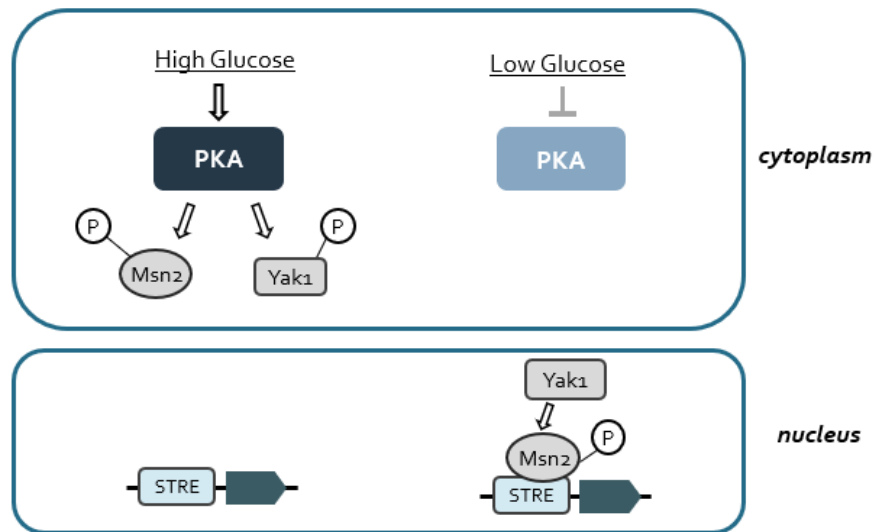 High Glucose
Low Glucose
PKA
PKA
cytoplasm
P
P
Msn2
Yak1
Yak1
nucleus
P
Msn2
STRE
STRE